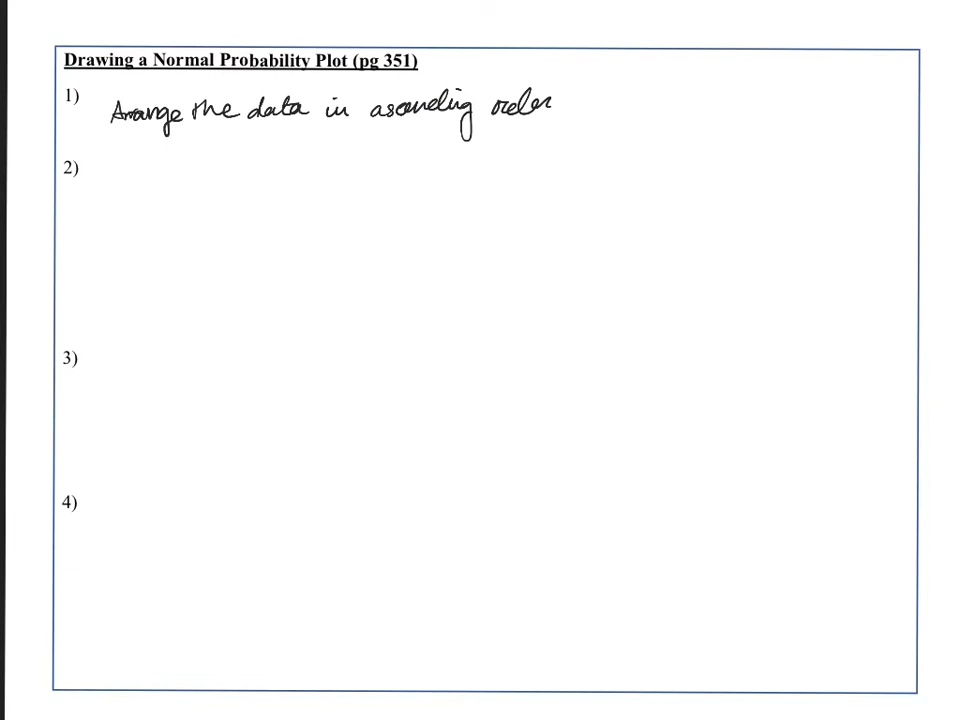 Drawing a Normal Probability Plot (pg 351)
1) Arrange the data in ascending order
2)
3)
4)